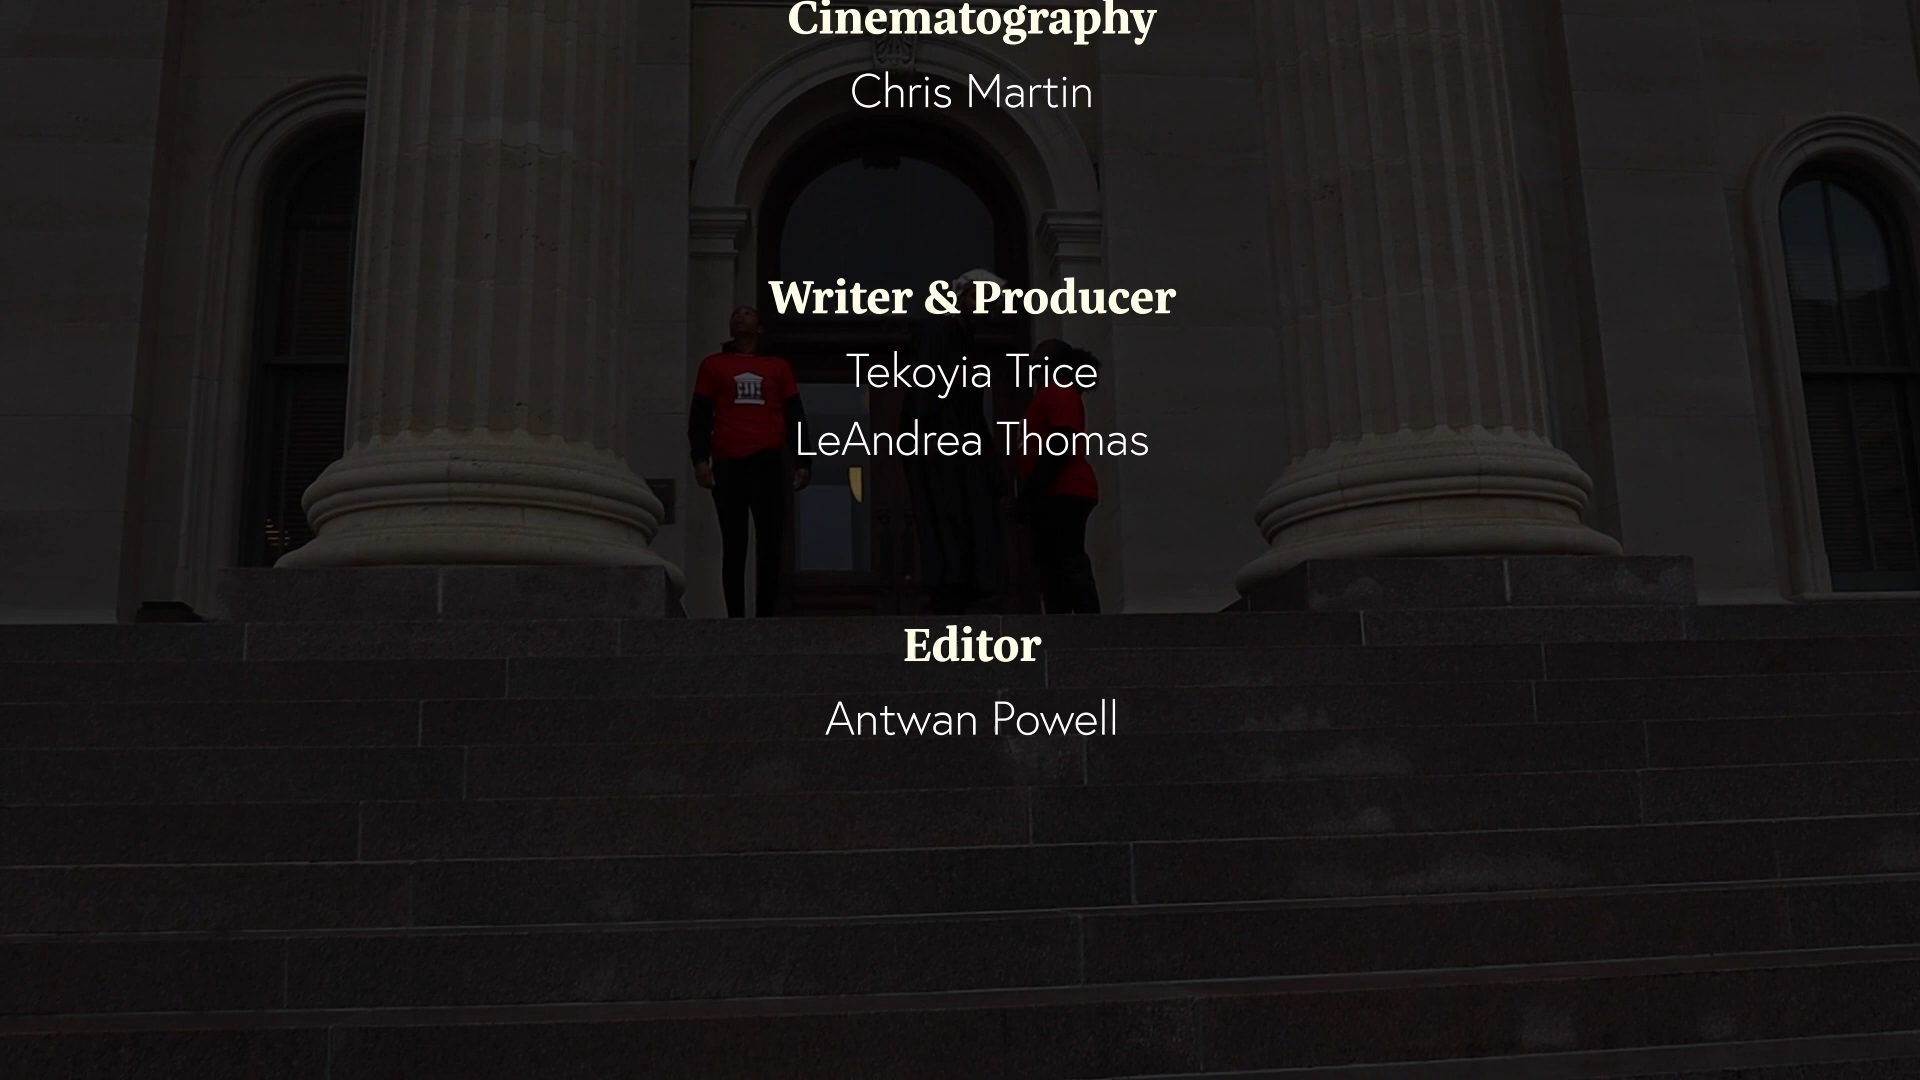 Cinematography
Chris Martin
Writer & Producer
Tekoyia Trice
LeAndrea Thomas
Editor
Antwan Powell